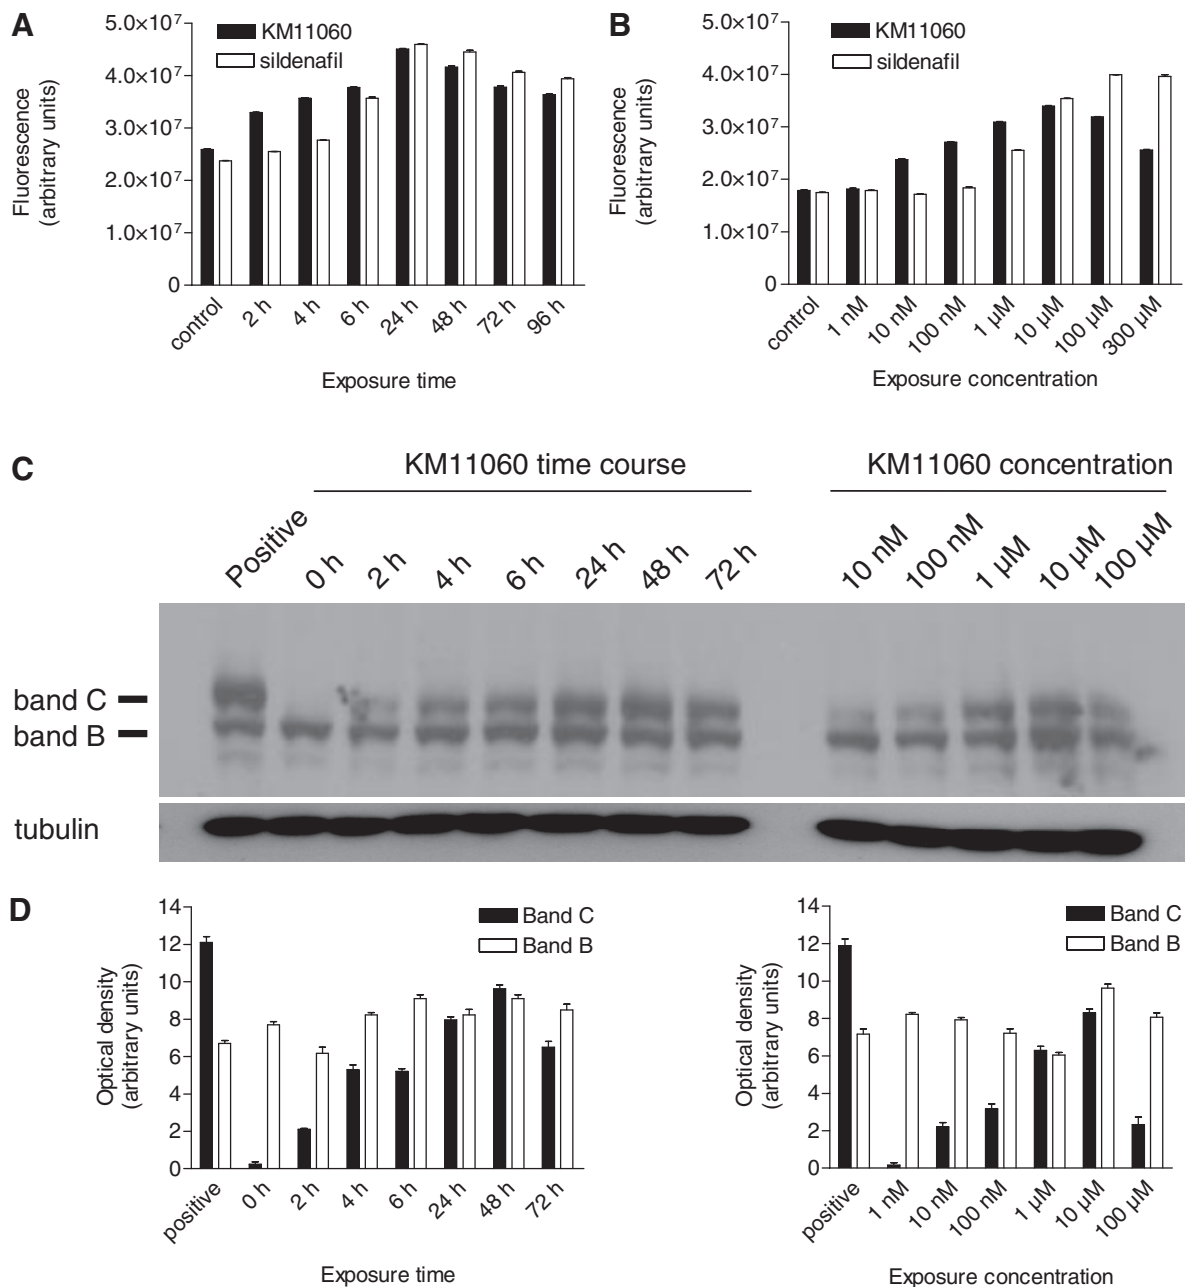 A
5.0×10⁷
4.0×10⁷
3.0×10⁷
2.0×10⁷
1.0×10⁷
0
Fluorescence
(arbitrary units)
KM11060
sildenafil
control
2 h
4 h
6 h
24 h
48 h
72 h
96 h
Exposure time
B
5.0×10⁷
4.0×10⁷
3.0×10⁷
2.0×10⁷
1.0×10⁷
0
Fluorescence
(arbitrary units)
KM11060
sildenafil
control
1 nM
10 nM
100 nM
1 µM
10 µM
100 µM
300 µM
Exposure concentration
C
KM11060 time course
KM11060 concentration
Positive
0 h
2 h
4 h
6 h
24 h
48 h
72 h
10 nM
100 nM
1 µM
10 µM
100 µM
band C
band B
tubulin
D
14
12
10
8
6
4
2
0
Optical density
(arbitrary units)
Band C
Band B
positive
0 h
2 h
4 h
6 h
24 h
48 h
72 h
Exposure time
14
12
10
8
6
4
2
0
Optical density
(arbitrary units)
Band C
Band B
positive
1 nM
10 nM
100 nM
1 µM
10 µM
100 µM
Exposure concentration